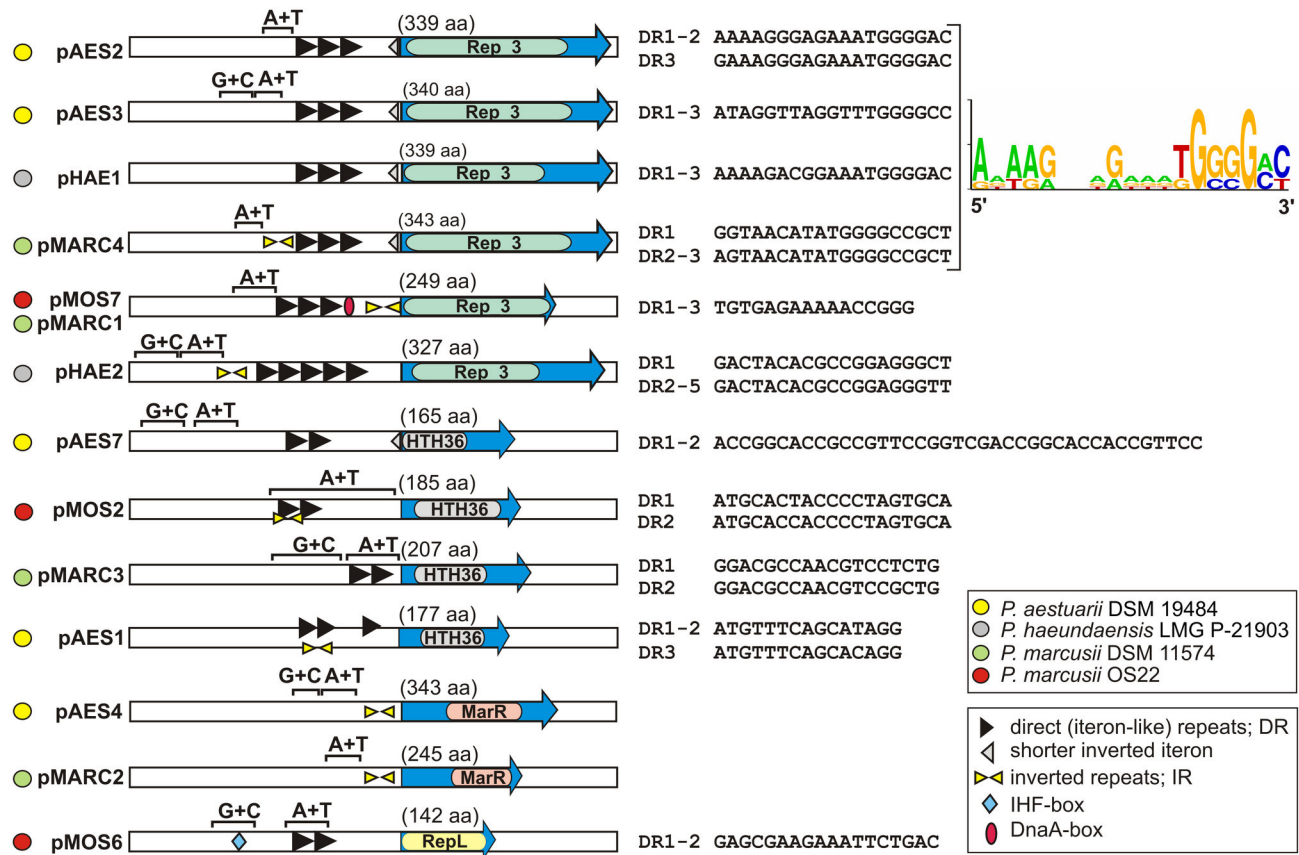 A+T (339 aa)
pAES2 Rep_3 DR1-2 AAAAGGGAGAAATGGGGAC
DR3 GAAAGGGAGAAATGGGGAC
G+C A+T (340 aa)
pAES3 Rep_3 DR1-3 ATAGGTTAGGTTTGGGGCC
(339 aa)
pHAE1 Rep_3 DR1-3 AAAAGACGGAAATGGGGAC
5' 3'
A+T (343 aa)
pMARC4 Rep_3 DR1 GGTAACATATGGGGCCGCT
DR2-3 AGTAACATATGGGGCCGCT
A+T (249 aa)
pMOS7
pMARC1 Rep_3 DR1-3 TGTGAGAAAAACCGGG
G+C A+T (327 aa)
pHAE2 Rep_3 DR1 GACTACACGCCGGAGGGCT
DR2-5 GACTACACGCCGGAGGGTT
G+C A+T (165 aa)
pAES7 HTH36 DR1-2 ACCGGCACCGCCGTTCCGGTCGACCGGCACCACCGTTCC
A+T (185 aa)
pMOS2 HTH36 DR1 ATGCACTACCCCTAGTGCA
DR2 ATGCACCACCCCTAGTGCA
G+C A+T (207 aa)
pMARC3 HTH36 DR1 GGACGCCAACGTCCTCTG
DR2 GGACGCCAACGTCCGCTG
(177 aa)
pAES1 HTH36 DR1-2 ATGTTTCAGCATAGG
DR3 ATGTTTCAGCACAGG
G+C A+T (343 aa)
pAES4 MarR
A+T (245 aa)
pMARC2 MarR
G+C A+T (142 aa)
pMOS6 RepL DR1-2 GAGCGAAGAAATTCTGAC
P. aestuarii DSM 19484
P. haeundaensis LMG P-21903
P. marcusii DSM 11574
P. marcusii OS22
direct (iteron-like) repeats; DR
shorter inverted iteron
inverted repeats; IR
IHF-box
DnaA-box